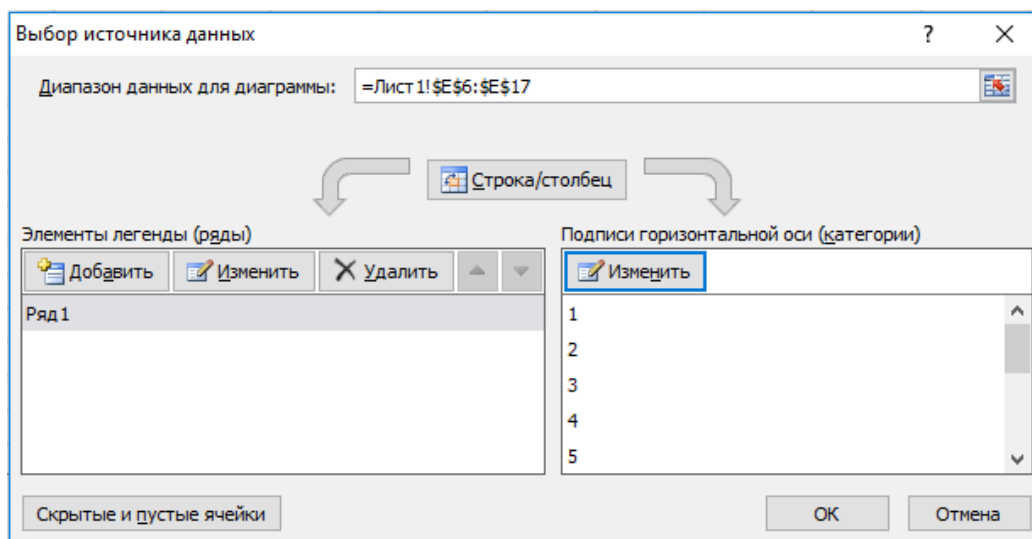 Выбор источника данных
?
Диапазон данных для диаграммы:
=Лист1!$E$6:$E$17
Строка/столбец
Элементы легенды (ряды)
Добавить
Изменить
Удалить
Ряд1
Подписи горизонтальной оси (категории)
Изменить
1
2
3
4
5
Скрытые и пустые ячейки
ОК
Отмена